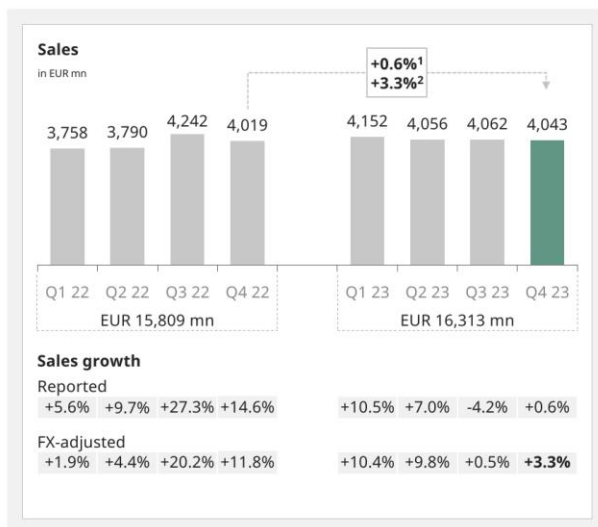 Sales
in EUR mn
+0.6%¹
+3.3%²
3,758 3,790 4,242 4,019 4,152 4,056 4,062 4,043
Q1 22 Q2 22 Q3 22 Q4 22 Q1 23 Q2 23 Q3 23 Q4 23
EUR 15,809 mn EUR 16,313 mn
Sales growth
Reported
+5.6% +9.7% +27.3% +14.6% +10.5% +7.0% -4.2% +0.6%
FX-adjusted
+1.9% +4.4% +20.2% +11.8% +10.4% +9.8% +0.5% +3.3%